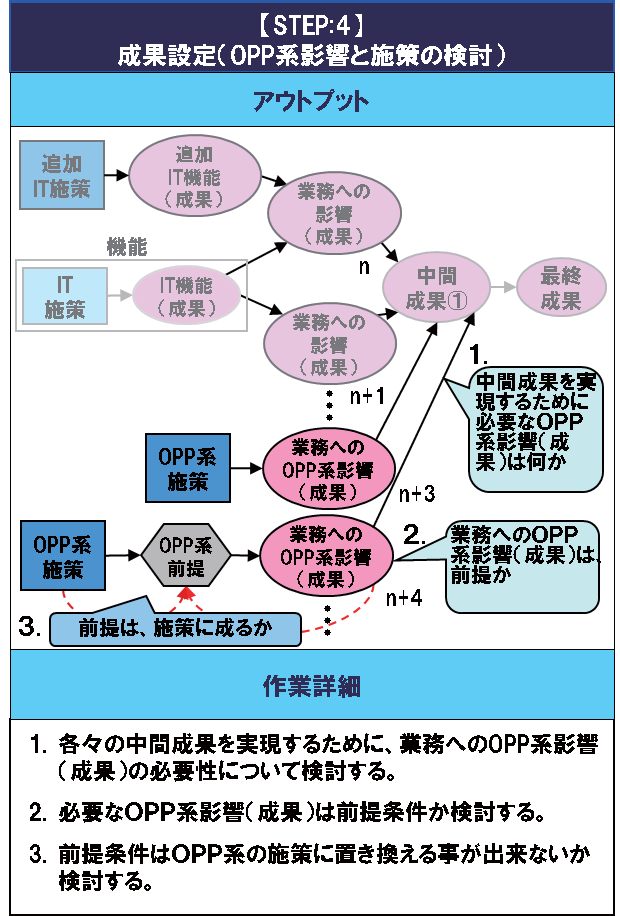 【STEP:4】
成果設定(OPP系影響と施策の検討)
アウトプット
追加
IT施策
追加
IT機能
(成果)
業務への
影響
(成果)
n
機能
IT
施策
IT機能
(成果)
中間
成果①
最終
成果
業務への
影響
(成果)
n+1
1.
中間成果を実
現するために
必要なOPP
系影響(成
果)は何か
OPP系
施策
業務への
OPP系影響
(成果)
n+3
OPP系
施策
OPP系
前提
業務への
OPP系影響
(成果)
n+4
2.
業務へのOPP
系影響(成果)は、
前提か
3.
前提は、施策に成るか
作業詳細
1. 各々の中間成果を実現するために、業務へのOPP系影響
(成果)の必要性について検討する。
2. 必要なOPP系影響(成果)は前提条件か検討する。
3. 前提条件はOPP系の施策に置き換える事が出来ないか
検討する。